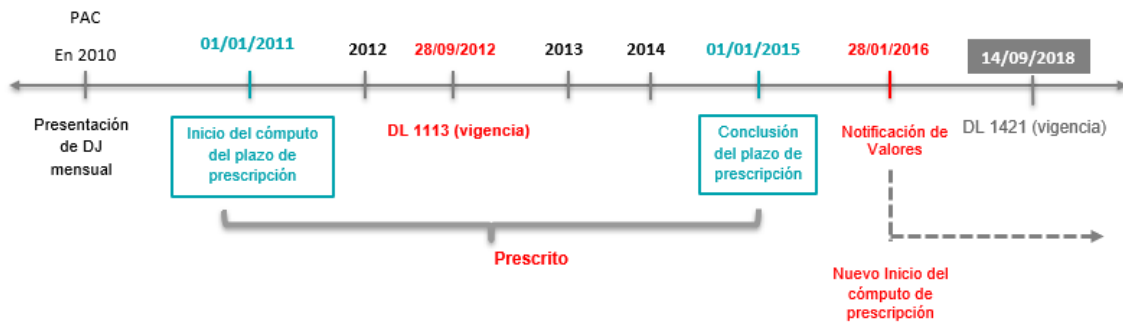 PAC
En 2010
01/01/2011
2012
28/09/2012
2013
2014
01/01/2015
28/01/2016
14/09/2018
Presentación
de DJ
mensual
Inicio del cómputo
del plazo de
prescripción
DL 1113 (vigencia)
Conclusión
del plazo de
prescripción
Notificación de
Valores
DL 1421 (vigencia)
Prescrito
Nuevo Inicio del
cómputo de
prescripción